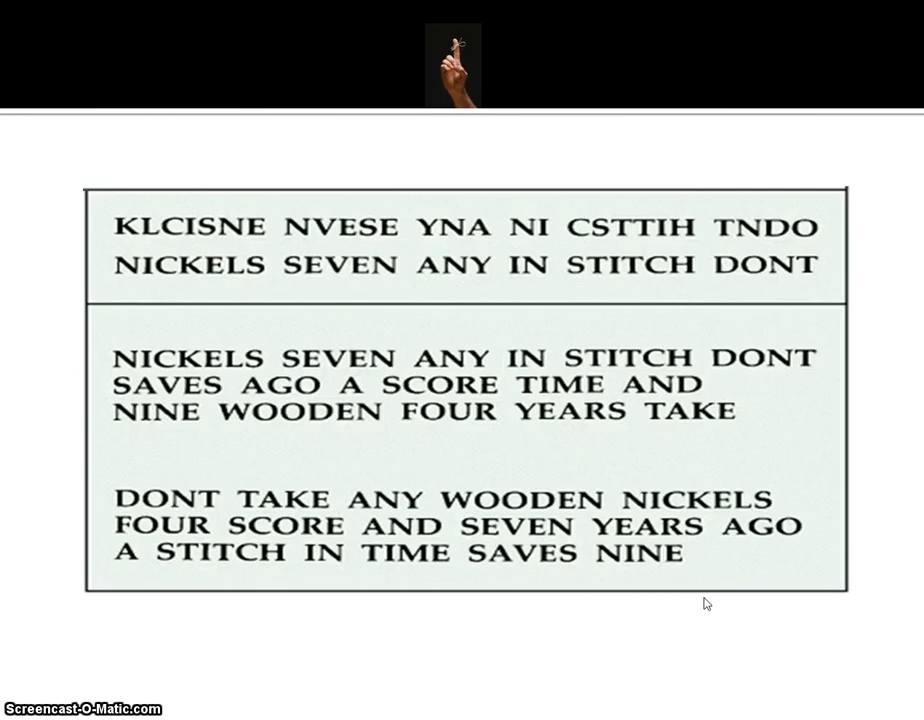 KLCISNE NVESE YNA NI CSTTIH TNDO
NICKELS SEVEN ANY IN STITCH DONT
NICKELS SEVEN ANY IN STITCH DONT
SAVES AGO A SCORE TIME AND
NINE WOODEN FOUR YEARS TAKE
DONT TAKE ANY WOODEN NICKELS
FOUR SCORE AND SEVEN YEARS AGO
A STITCH IN TIME SAVES NINE
Screencast-O-Matic.com